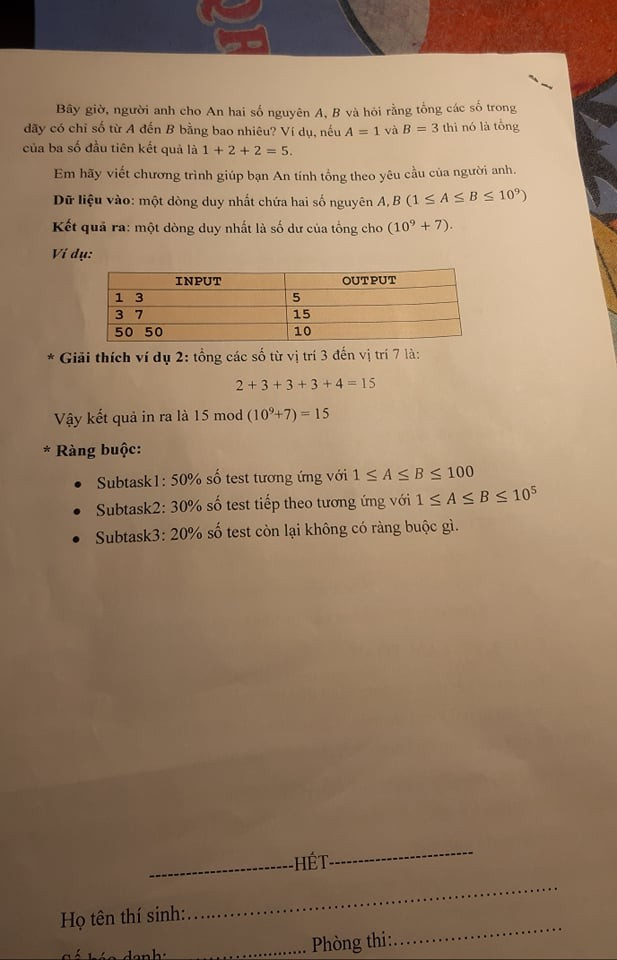 Bây giờ, người anh cho An hai số nguyên A, B và hỏi rằng tổng các số trong
dãy có chỉ số từ A đến B bằng bao nhiêu? Ví dụ, nếu A = 1 và B = 3 thì nó là tổng
của ba số đầu tiên kết quả là 1 + 2 + 2 = 5.
Em hãy viết chương trình giúp bạn An tính tổng theo yêu cầu của người anh.
Dữ liệu vào: một dòng duy nhất chứa hai số nguyên A, B (1 ≤ A ≤ B ≤ 10⁹)
Kết quả ra: một dòng duy nhất là số dư của tổng cho (10⁹ + 7).
Ví dụ:
INPUT OUTPUT
1 3 5
3 7 15
50 50 10
* Giải thích ví dụ 2: tổng các số từ vị trí 3 đến vị trí 7 là:
2 + 3 + 3 + 3 + 4 = 15
Vậy kết quả in ra là 15 mod (10⁹+7) = 15
* Ràng buộc:
• Subtask1: 50% số test tương ứng với 1 ≤ A ≤ B ≤ 100
• Subtask2: 30% số test tiếp theo tương ứng với 1 ≤ A ≤ B ≤ 10⁵
• Subtask3: 20% số test còn lại không có ràng buộc gì.
-------------------------HẾT-------------------------
Họ tên thí sinh:..........................................................
Số báo danh:........................ Phòng thi:..........................